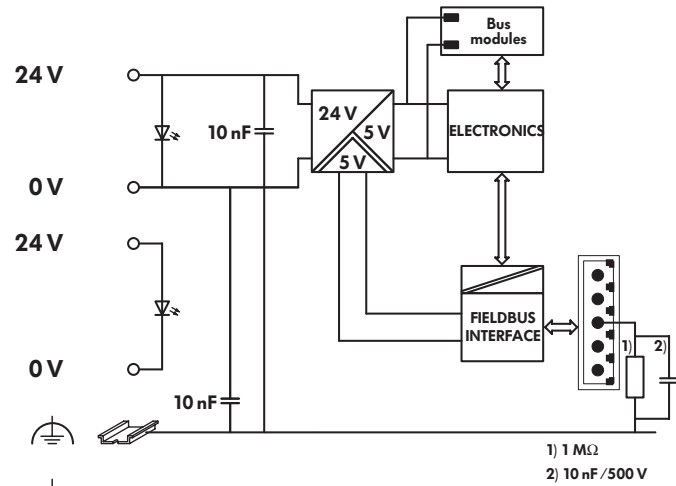 Bus
modules
24 V
10 nF
24 V
5 V
5 V
ELECTRONICS
0 V
24 V
FIELDBUS
INTERFACE
1)
2)
0 V
10 nF
1) 1 MΩ
2) 10 nF/500 V